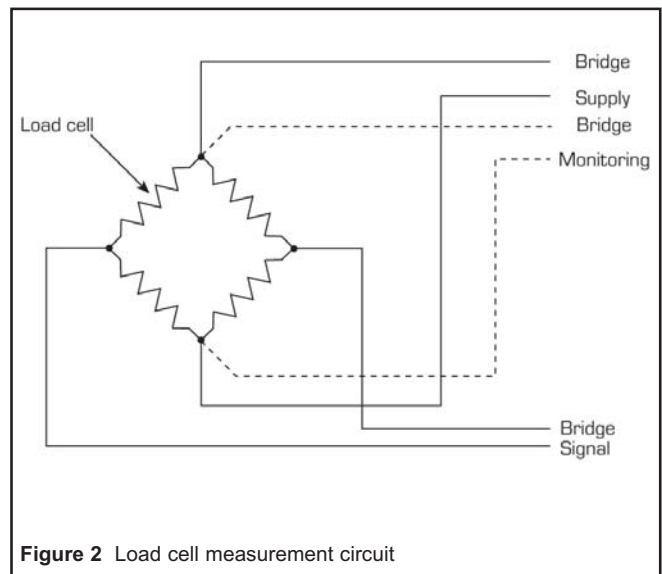 Bridge
Supply
Load cell
Bridge
Monitoring
Bridge
Signal
Figure 2 Load cell measurement circuit